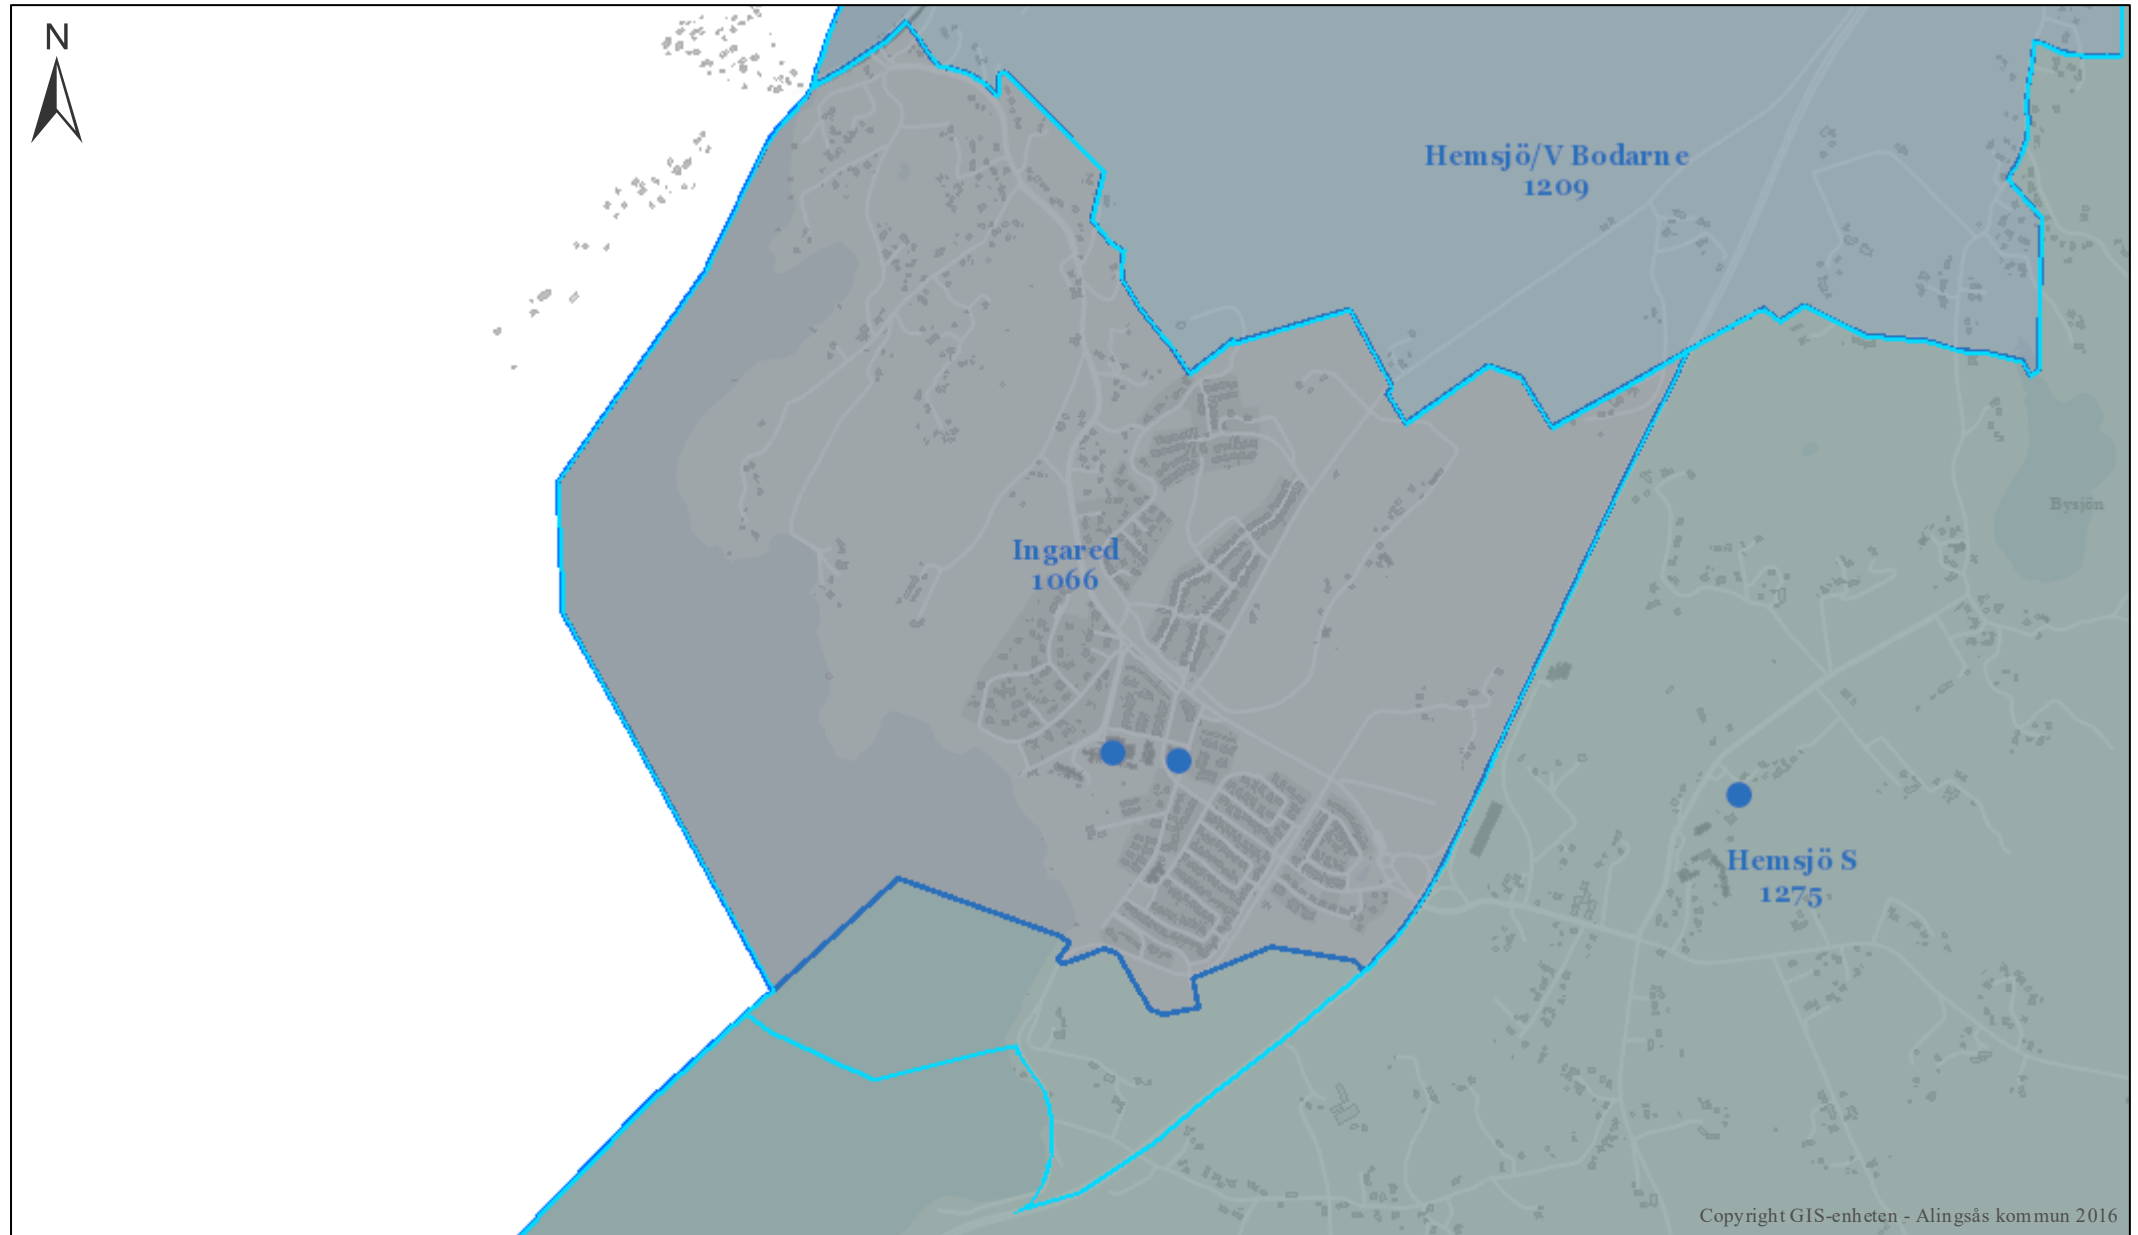 N
Hemsjö/V Bodarne
1209
Bysjön
Ingared
1066
Hemsjö S
1275
Copyright GIS-enheten - Alingsås kommun 2016